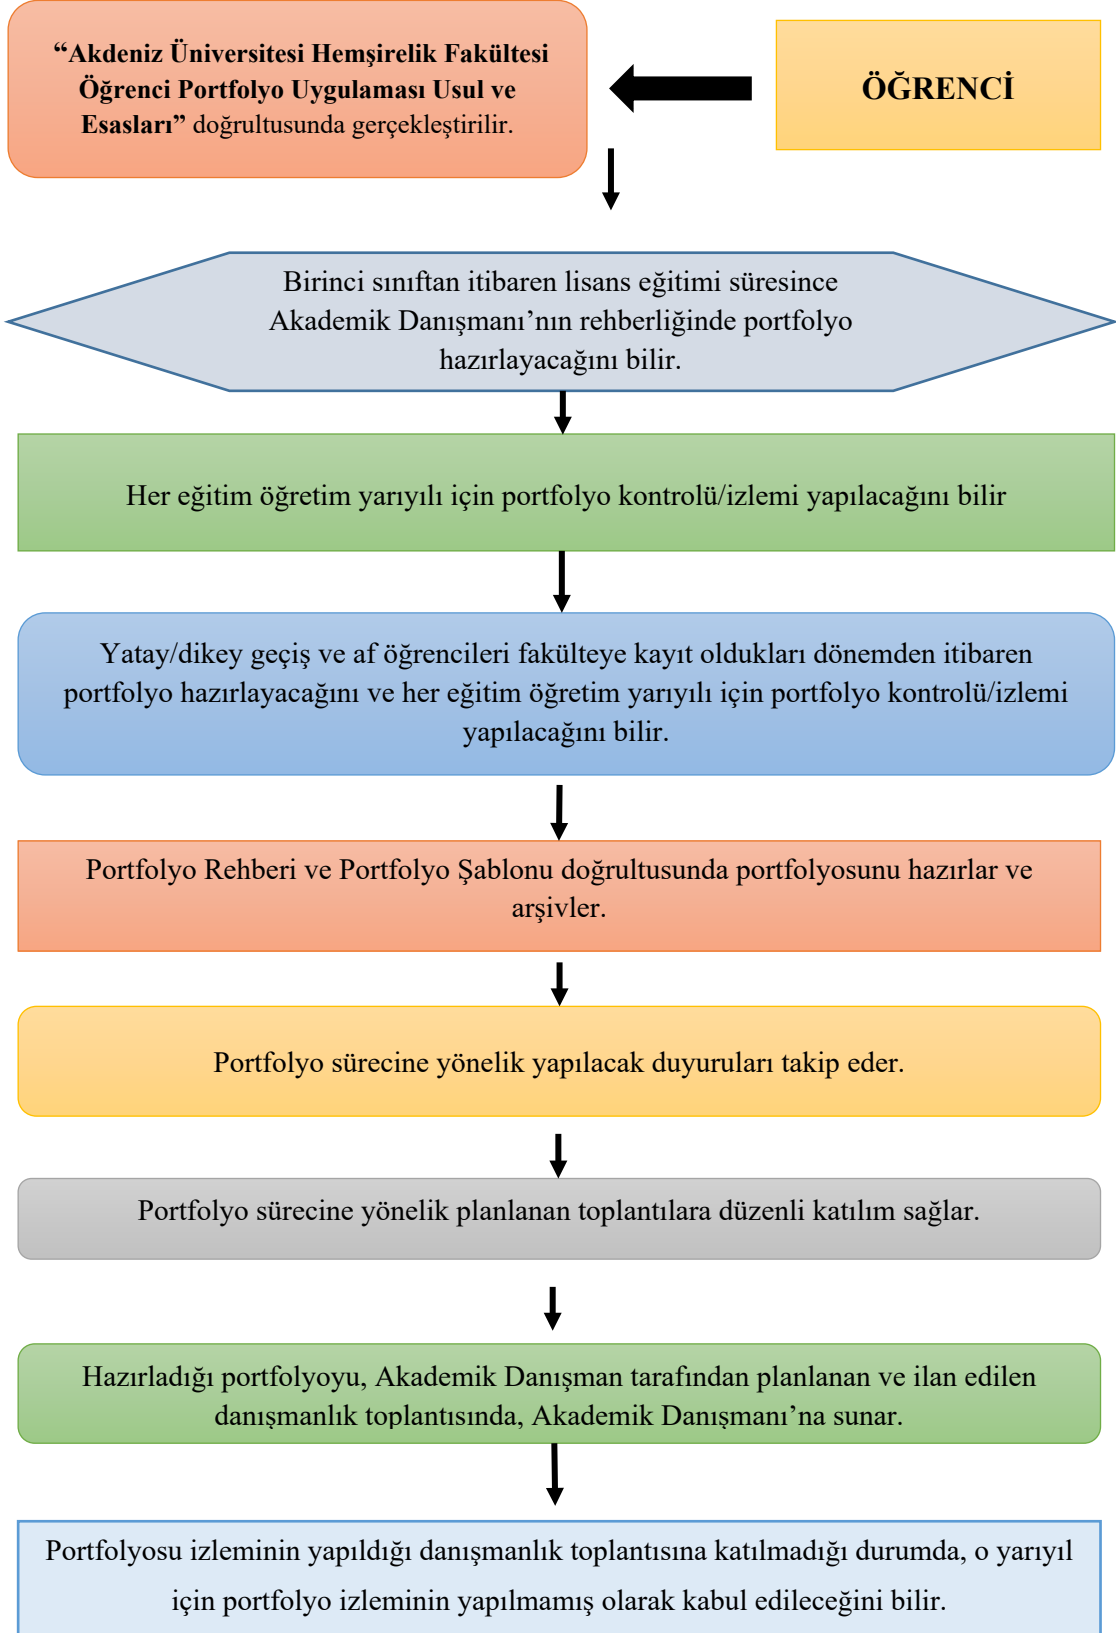 “Akdeniz Üniversitesi Hemşirelik Fakültesi
Öğrenci Portfolyo Uygulaması Usul ve
Esasları” doğrultusunda gerçekleştirilir.
ÖĞRENCİ
Birinci sınıftan itibaren lisans eğitimi süresince
Akademik Danışmanı’nın rehberliğinde portfolyo
hazırlayacağını bilir.
Her eğitim öğretim yarıyılı için portfolyo kontrolü/izlemi yapılacağını bilir
Yatay/dikey geçiş ve af öğrencileri fakülteye kayıt oldukları dönemden itibaren
portfolyo hazırlayacağını ve her eğitim öğretim yarıyılı için portfolyo kontrolü/izlemi
yapılacağını bilir.
Portfolyo Rehberi ve Portfolyo Şablonu doğrultusunda portfolyosunu hazırlar ve
arşivler.
Portfolyo sürecine yönelik yapılacak duyuruları takip eder.
Portfolyo sürecine yönelik planlanan toplantılara düzenli katılım sağlar.
Hazırladığı portfolyoyu, Akademik Danışman tarafından planlanan ve ilan edilen
danışmanlık toplantısında, Akademik Danışmanı’na sunar.
Portfolyosu izleminin yapıldığı danışmanlık toplantısına katılmadığı durumda, o yarıyıl
için portfolyo izleminin yapılmamış olarak kabul edileceğini bilir.